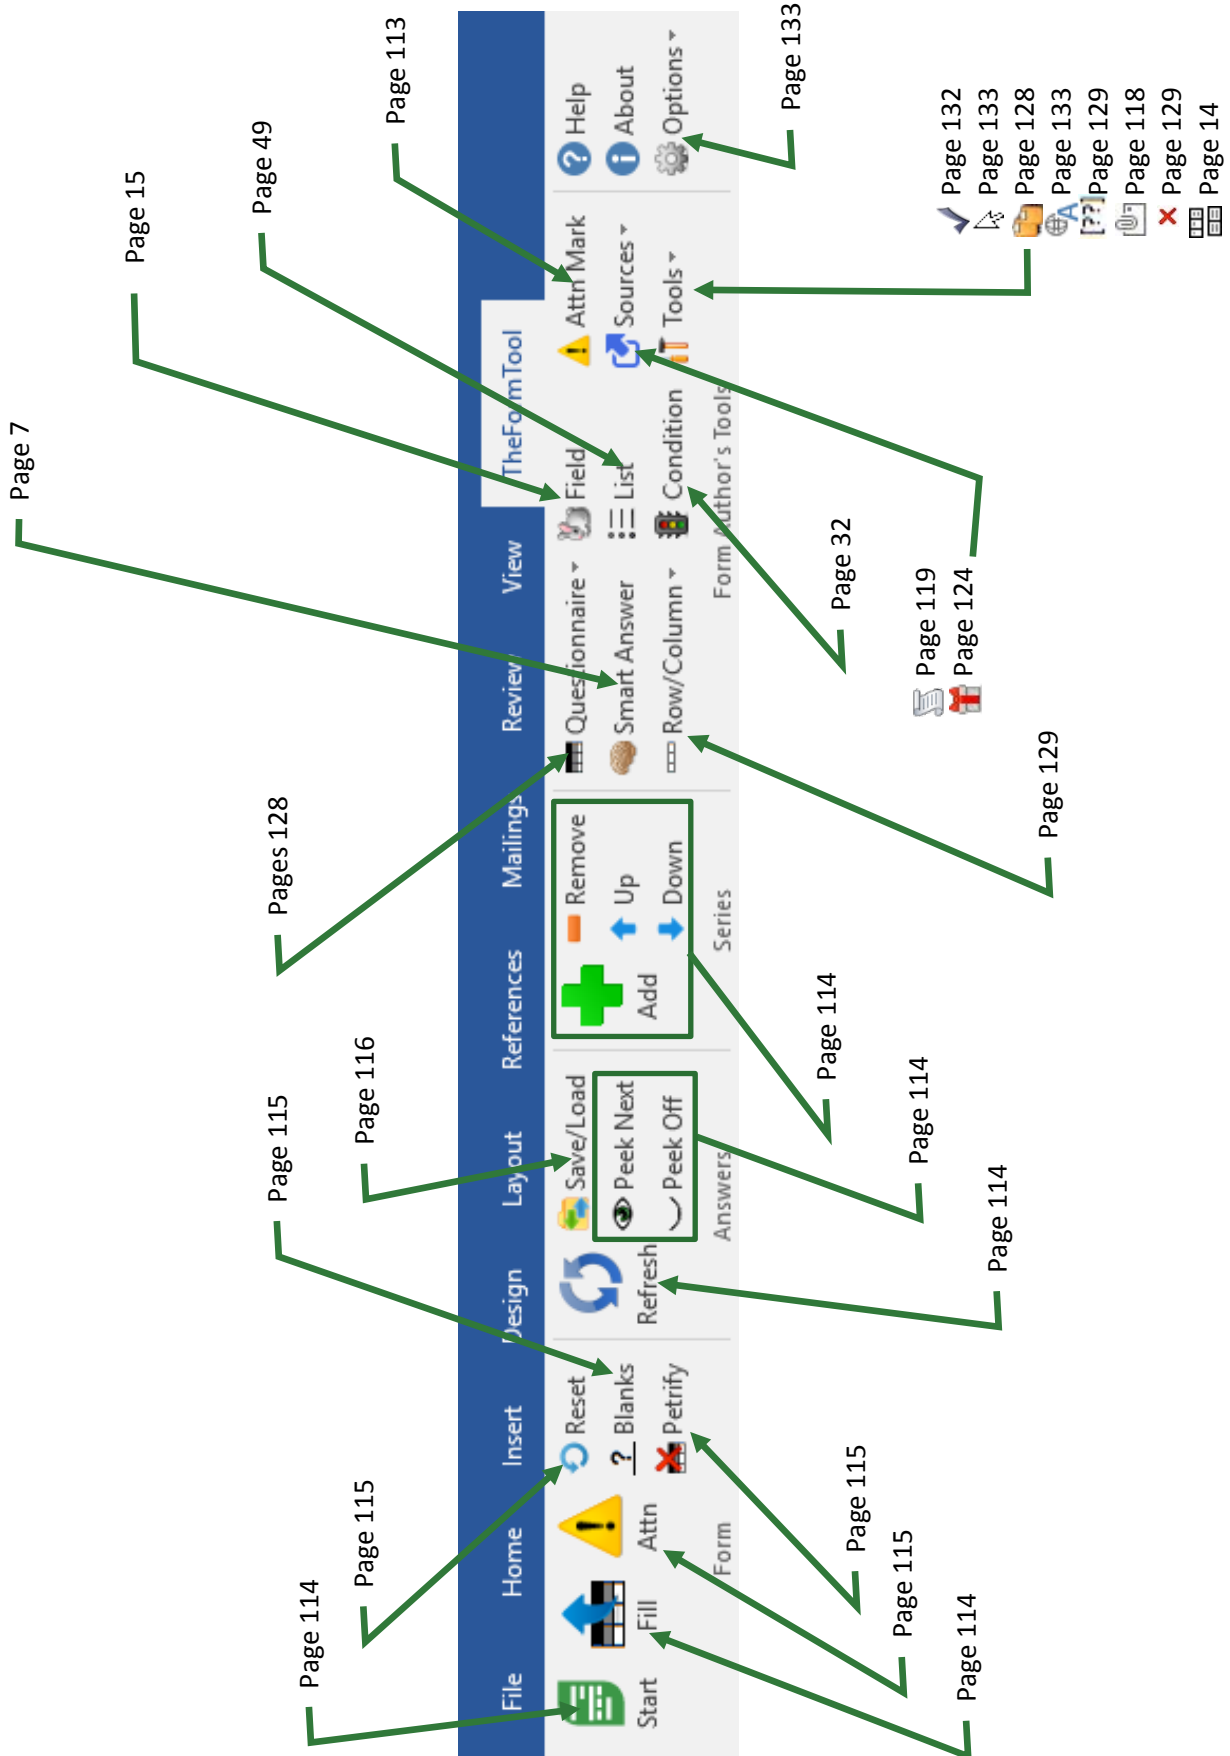 Page 7
Page 15
Page 49
Page 113
Pages 128
Page 115
Page 116
Page 114
Page 115
File Home Insert Design Layout References Mailings Review View TheFormTool
Start
Fill
Attn
Reset
Blanks
Petrify
Form
Refresh
Save/Load
Peek Next
Peek Off
Answers
Add
Remove
Up
Down
Series
Questionnaire
Smart Answer
Row/Column
Field
List
Condition
Attn Mark
Sources
Tools
Form Author's Tools
? Help
i About
Options
Page 133
Page 32
Page 114
Page 115
Page 114
Page 119
Page 124
Page 132
Page 133
Page 128
Page 133
[??] Page 129
Page 118
Page 129
Page 14
Page 114
Page 129
Page 115
Page 114